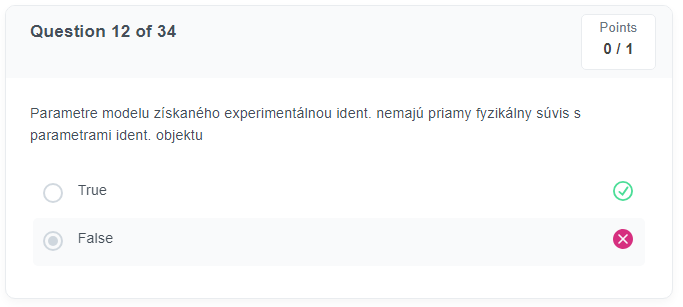 Question 12 of 34
Points
0 / 1
Parametre modelu získaného experimentálnou ident. nemajú priamy fyzikálny súvis s
parametrami ident. objektu
True
False